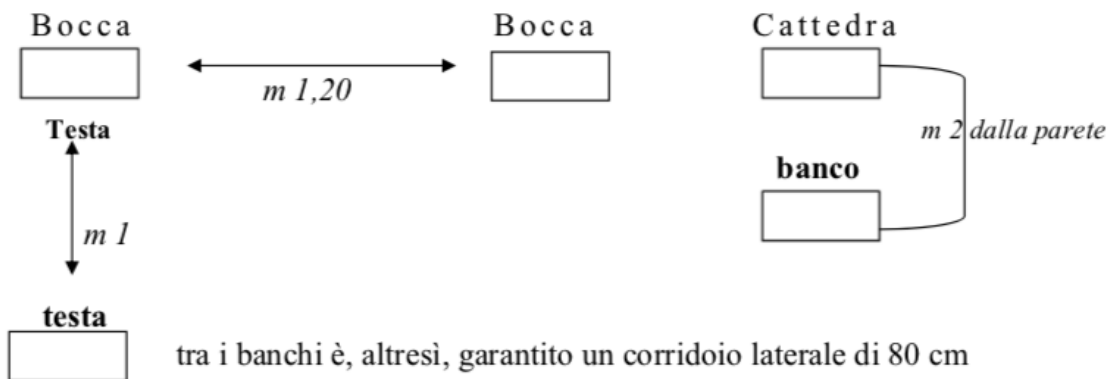 Bocca Bocca Cattedra
m 1,20
Testa m 2 dalla parete
banco
m 1
testa
tra i banchi è, altresì, garantito un corridoio laterale di 80 cm